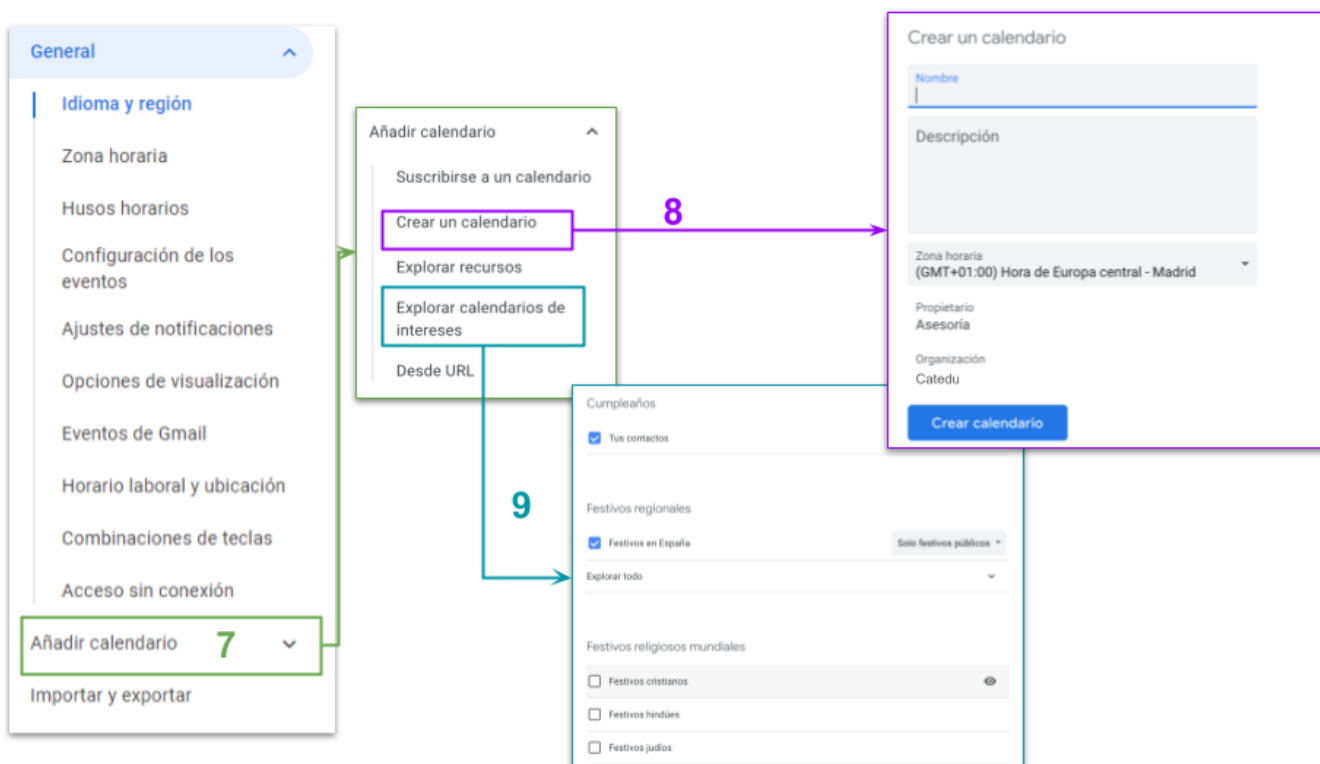 General
Idioma y región
Zona horaria
Husos horarios
Configuración de los
eventos
Ajustes de notificaciones
Opciones de visualización
Eventos de Gmail
Horario laboral y ubicación
Combinaciones de teclas
Acceso sin conexión
Añadir calendario 7
Importar y exportar
Añadir calendario
Suscribirse a un calendario
Crear un calendario
Explorar recursos
Explorar calendarios de
intereses
Desde URL
8
Crear un calendario
Nombre
Descripción
Zona horaria
(GMT+01:00) Hora de Europa central - Madrid
Propietario
Asesoría
Organización
Catedu
Crear calendario
9
Cumpleaños
Tus contactos
Festivos regionales
Festivos en España Solo festivos públicos
Explorar todo
Festivos religiosos mundiales
Festivos cristianos
Festivos hindúes
Festivos judíos